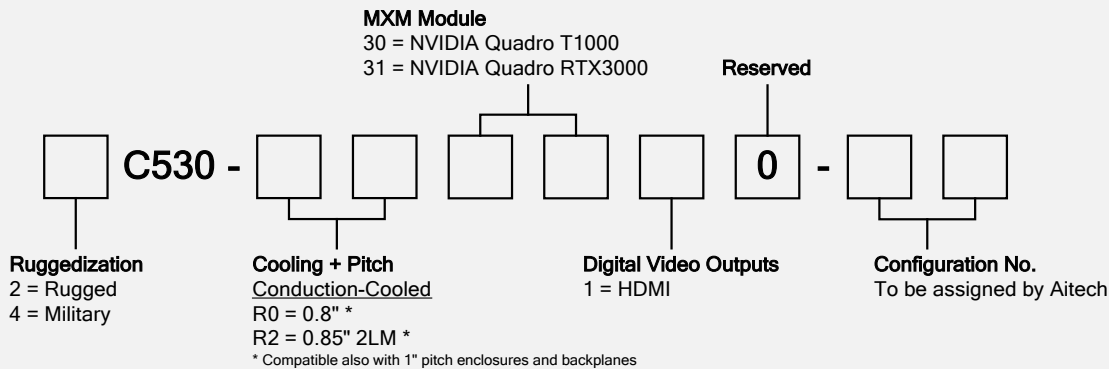 MXM Module
30 = NVIDIA Quadro T1000
31 = NVIDIA Quadro RTX3000
Reserved
C530 - 0 -
Ruggedization
2 = Rugged
4 = Military
Cooling + Pitch
Conduction-Cooled
R0 = 0.8" *
R2 = 0.85" 2LM *
* Compatible also with 1" pitch enclosures and backplanes
Digital Video Outputs
1 = HDMI
Configuration No.
To be assigned by Aitech